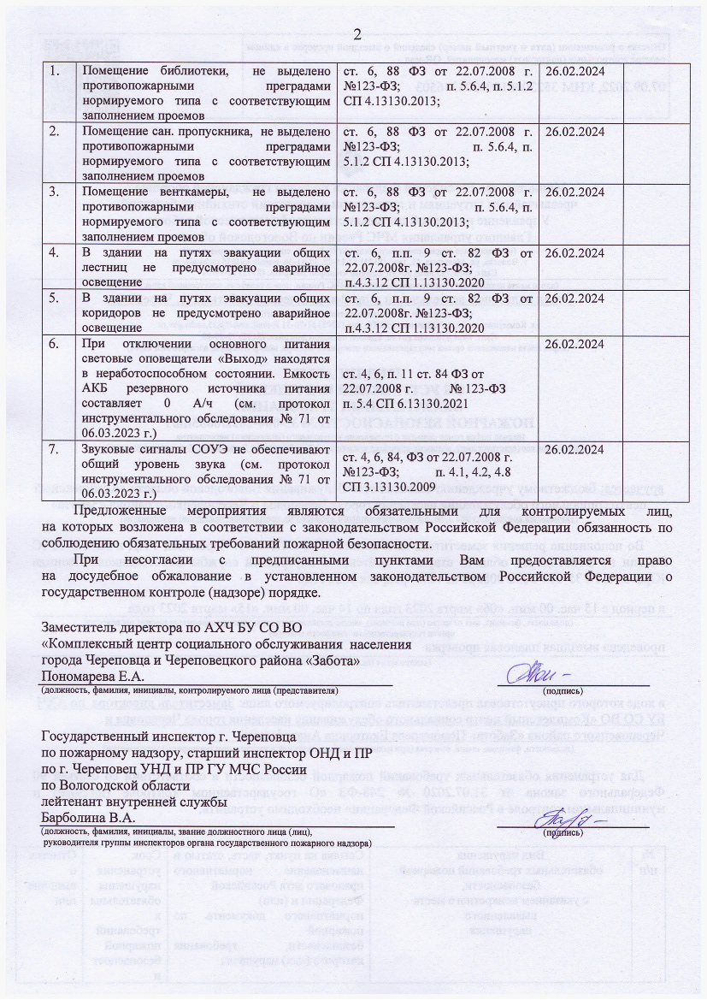 2
1.
Помещение библиотеки, не выделено
противопожарными преградами
нормируемого типа с соответствующим
заполнением проемов
ст. 6, 88 ФЗ от 22.07.2008 г.
№123-ФЗ; п. 5.6.4, п. 5.1.2
СП 4.13130.2013;
26.02.2024
2.
Помещение сан. пропускника, не выделено
противопожарными преградами
нормируемого типа с соответствующим
заполнением проемов
ст. 6, 88 ФЗ от 22.07.2008 г.
№123-ФЗ; п. 5.6.4, п.
5.1.2 СП 4.13130.2013;
26.02.2024
3.
Помещение венткамеры, не выделено
противопожарными преградами
нормируемого типа с соответствующим
заполнением проемов
ст. 6, 88 ФЗ от 22.07.2008 г.
№123-ФЗ; п. 5.6.4, п.
5.1.2 СП 4.13130.2013;
26.02.2024
4.
В здании на путях эвакуации общих
лестниц не предусмотрено аварийное
освещение
ст. 6, п.п. 9 ст. 82 ФЗ от
22.07.2008г. №123-ФЗ;
п.4.3.12 СП 1.13130.2020
26.02.2024
5.
В здании на путях эвакуации общих
коридоров не предусмотрено аварийное
освещение
ст. 6, п.п. 9 ст. 82 ФЗ от
22.07.2008г. №123-ФЗ;
п.4.3.12 СП 1.13130.2020
26.02.2024
6.
При отключении основного питания
световые оповещатели «Выход» находятся
в неработоспособном состоянии. Емкость
АКБ резервного источника питания
составляет 0 А/ч (см. протокол
инструментального обследования № 71 от
06.03.2023 г.)
ст. 4, 6, п. 11 ст. 84 ФЗ от
22.07.2008 г. № 123-ФЗ
п. 5.4 СП 6.13130.2021
26.02.2024
7.
Звуковые сигналы СОУЭ не обеспечивают
общий уровень звука (см. протокол
инструментального обследования № 71 от
06.03.2023 г.)
ст. 4, 6, 84, ФЗ от 22.07.2008 г.
№123-ФЗ; п. 4.1, 4.2, 4.8
СП 3.13130.2009
26.02.2024
Предложенные мероприятия являются обязательными для контролируемых лиц,
на которых возложена в соответствии с законодательством Российской Федерации обязанность по
соблюдению обязательных требований пожарной безопасности.
При несогласии с предписанными пунктами Вам предоставляется право
на досудебное обжалование в установленном законодательством Российской Федерации о
государственном контроле (надзоре) порядке.
Заместитель директора по АХЧ БУ СО ВО
«Комплексный центр социального обслуживания населения
города Череповца и Череповецкого района «Забота»
Пономарева Е.А.
(должность, фамилия, инициалы, контролируемого лица (представителя)
(подпись)
Государственный инспектор г. Череповца
по пожарному надзору, старший инспектор ОНД и ПР
по г. Череповец УНД и ПР ГУ МЧС России
по Вологодской области
лейтенант внутренней службы
Барболина В.А.
(должность, фамилия, инициалы, звание должностного лица (лиц),
руководителя группы инспекторов органа государственного пожарного надзора)
(подпись)